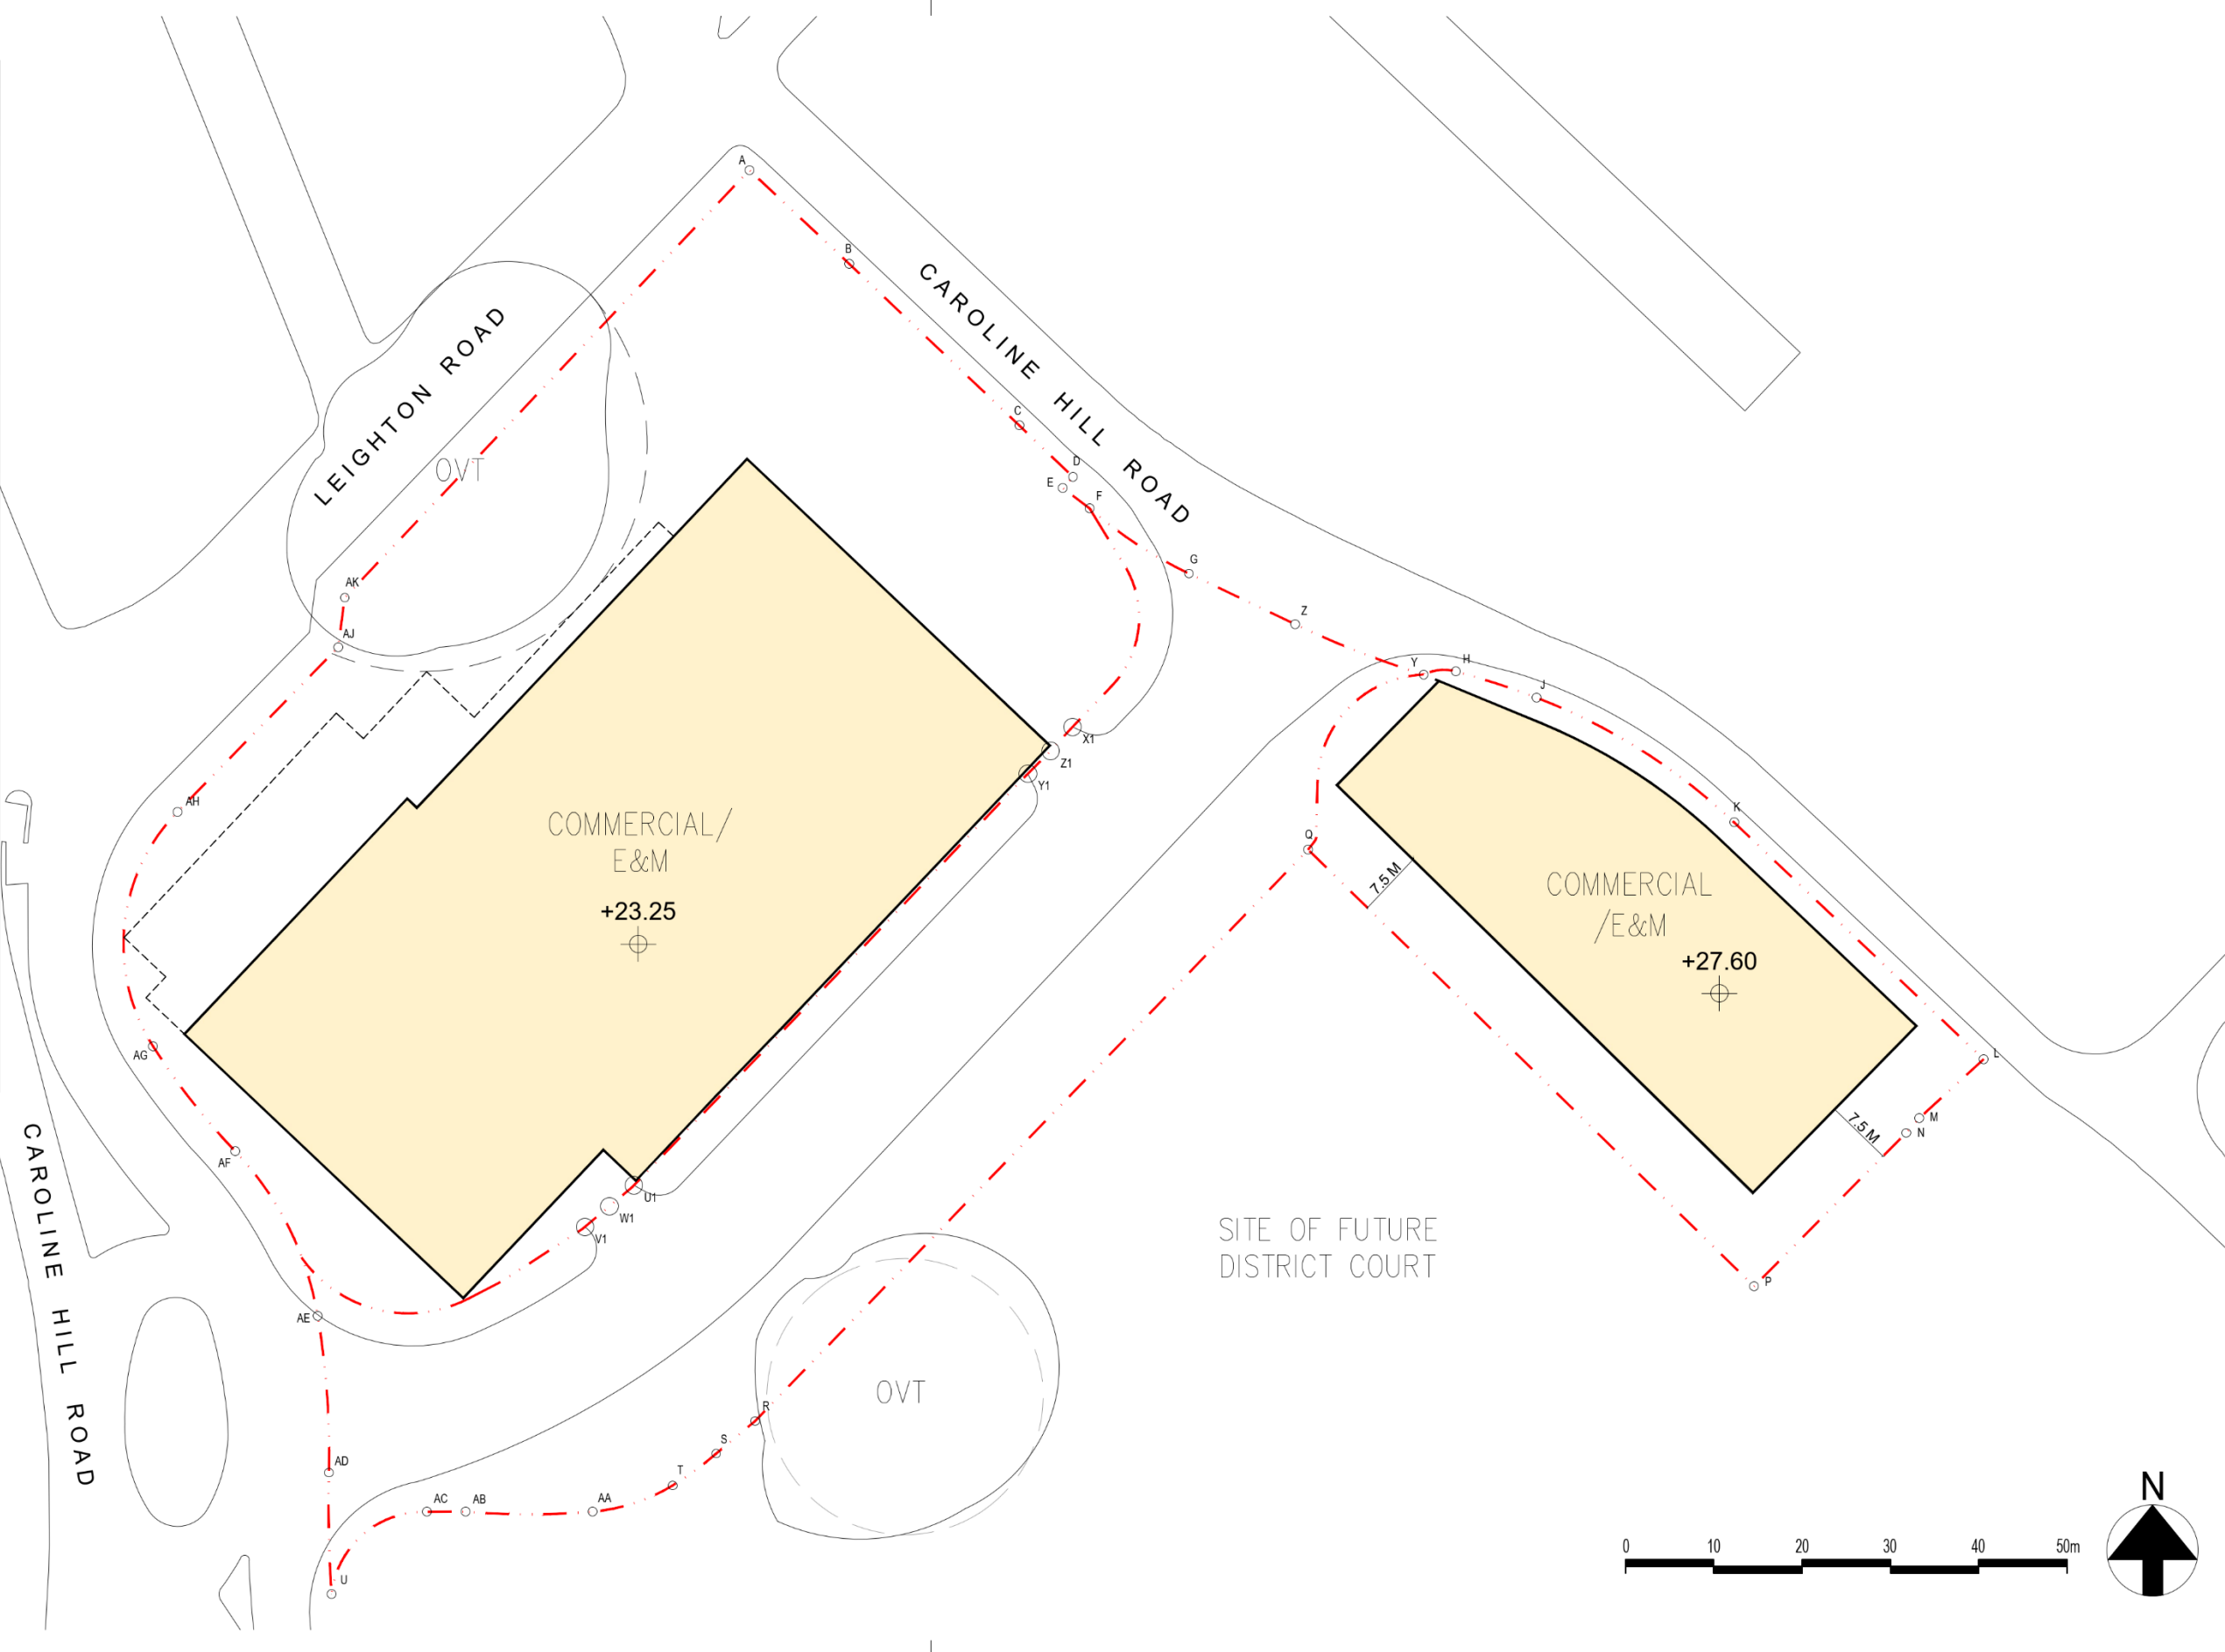 A
B
CAROLINE HILL ROAD
LEIGHTON ROAD
OVT
C
D
E
F
G
AK
Z
AJ
Y
H
J
X1
Z1
Y1
AH
K
Q
COMMERCIAL/
E&M
+23.25
7.5 M
COMMERCIAL
/E&M
+27.60
AG
L
AF
M
N
7.5 M
CAROLINE HILL ROAD
U1
W1
V1
SITE OF FUTURE
DISTRICT COURT
P
AE
OVT
R
S
AD
T
AC
AB
AA
U
N
0 10 20 30 40 50m